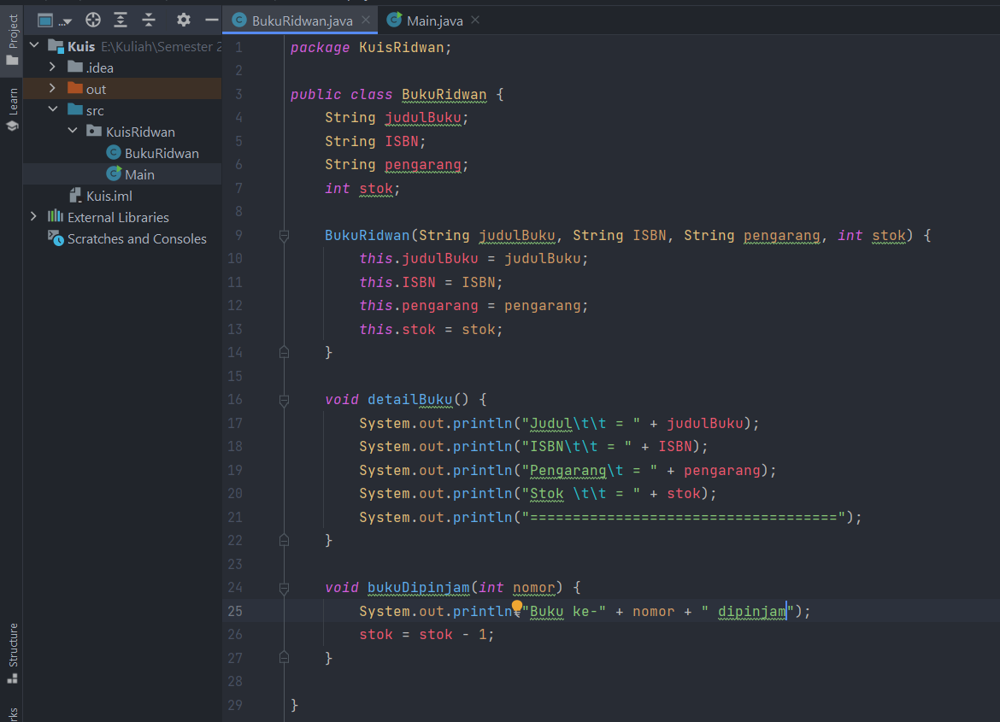 Project
Learn
Structure
rks
...
Kuis E:\Kuliah\Semester 2
.idea
out
src
KuisRidwan
BukuRidwan
Main
Kuis.iml
External Libraries
Scratches and Consoles
BukuRidwan.java
Main.java
1 package KuisRidwan;
2
3 public class BukuRidwan {
4 String judulBuku;
5 String ISBN;
6 String pengarang;
7 int stok;
8
9 BukuRidwan(String judulBuku, String ISBN, String pengarang, int stok) {
10 this.judulBuku = judulBuku;
11 this.ISBN = ISBN;
12 this.pengarang = pengarang;
13 this.stok = stok;
14 }
15
16 void detailBuku() {
17 System.out.println("Judul\t\t = " + judulBuku);
18 System.out.println("ISBN\t\t = " + ISBN);
19 System.out.println("Pengarang\t = " + pengarang);
20 System.out.println("Stok \t\t = " + stok);
21 System.out.println("====================================");
22 }
23
24 void bukuDipinjam(int nomor) {
25 System.out.println("Buku ke-" + nomor + " dipinjam");
26 stok = stok - 1;
27 }
28
29 }